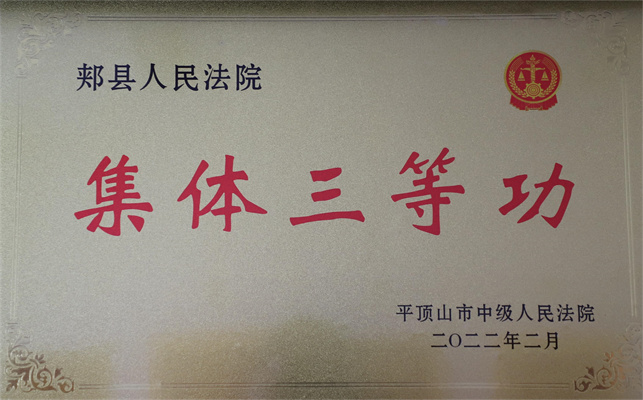 郏县人民法院
集体三等功
平顶山市中级人民法院
二〇二二年二月